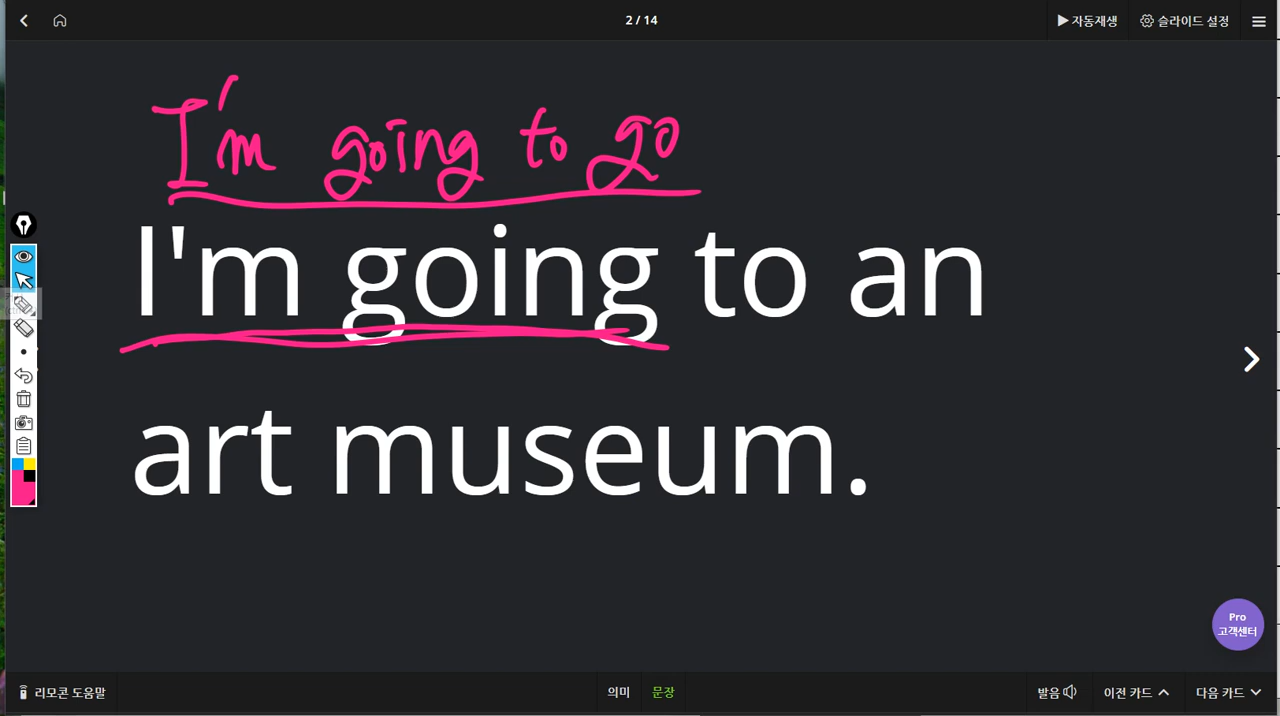 2 / 14
자동재생
슬라이드 설정
I'm going to go
I'm going to an
art museum.
Pro
고객센터
리모콘 도움말
의미
문장
발음
이전 카드
다음 카드